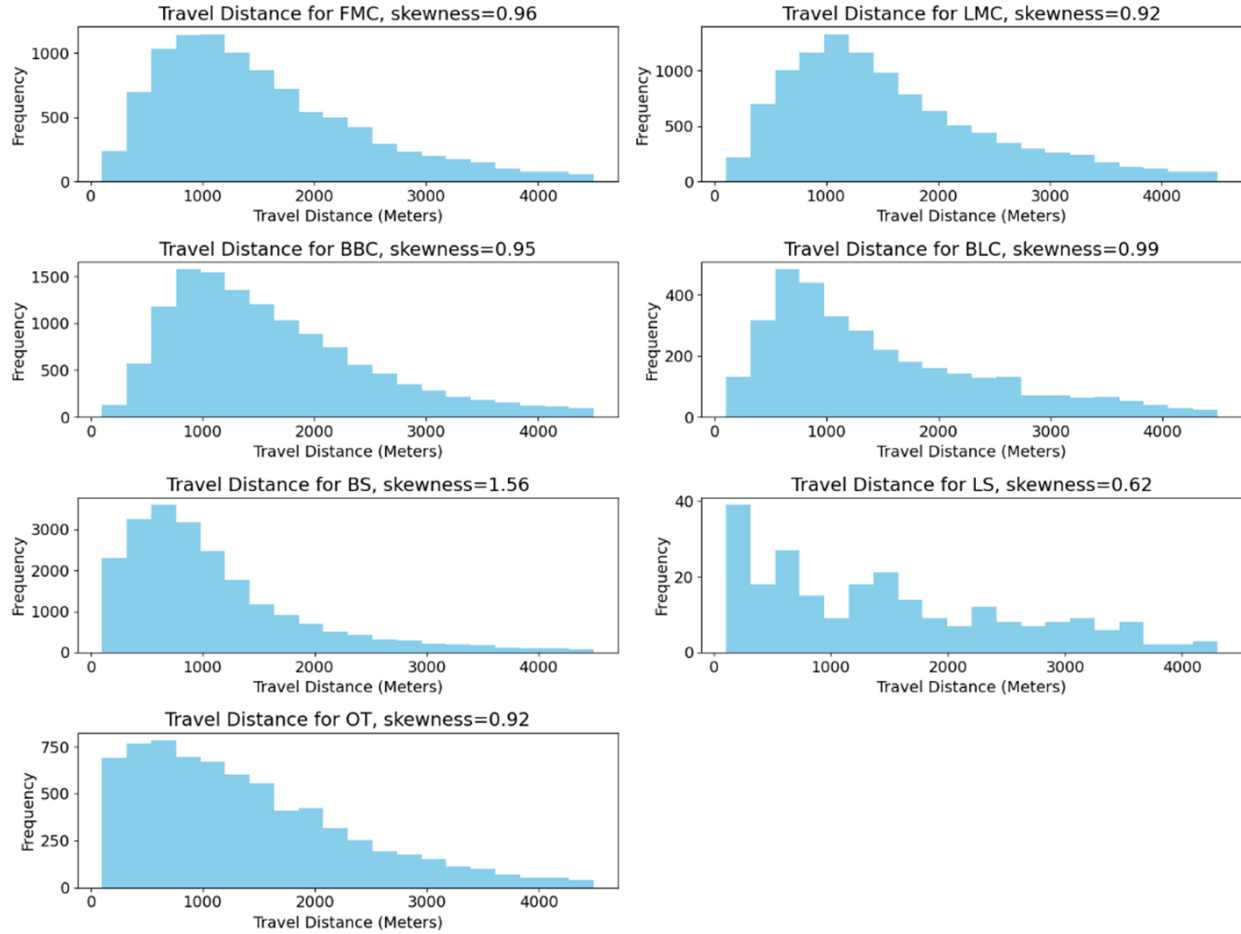 Travel Distance for FMC, skewness=0.96
Frequency
1000
500
0
0 1000 2000 3000 4000
Travel Distance (Meters)
Travel Distance for LMC, skewness=0.92
Frequency
1000
500
0
0 1000 2000 3000 4000
Travel Distance (Meters)
Travel Distance for BBC, skewness=0.95
Frequency
1500
1000
500
0
0 1000 2000 3000 4000
Travel Distance (Meters)
Travel Distance for BLC, skewness=0.99
Frequency
400
200
0
0 1000 2000 3000 4000
Travel Distance (Meters)
Travel Distance for BS, skewness=1.56
Frequency
3000
2000
1000
0
0 1000 2000 3000 4000
Travel Distance (Meters)
Travel Distance for LS, skewness=0.62
Frequency
40
20
0
0 1000 2000 3000 4000
Travel Distance (Meters)
Travel Distance for OT, skewness=0.92
Frequency
750
500
250
0
0 1000 2000 3000 4000
Travel Distance (Meters)